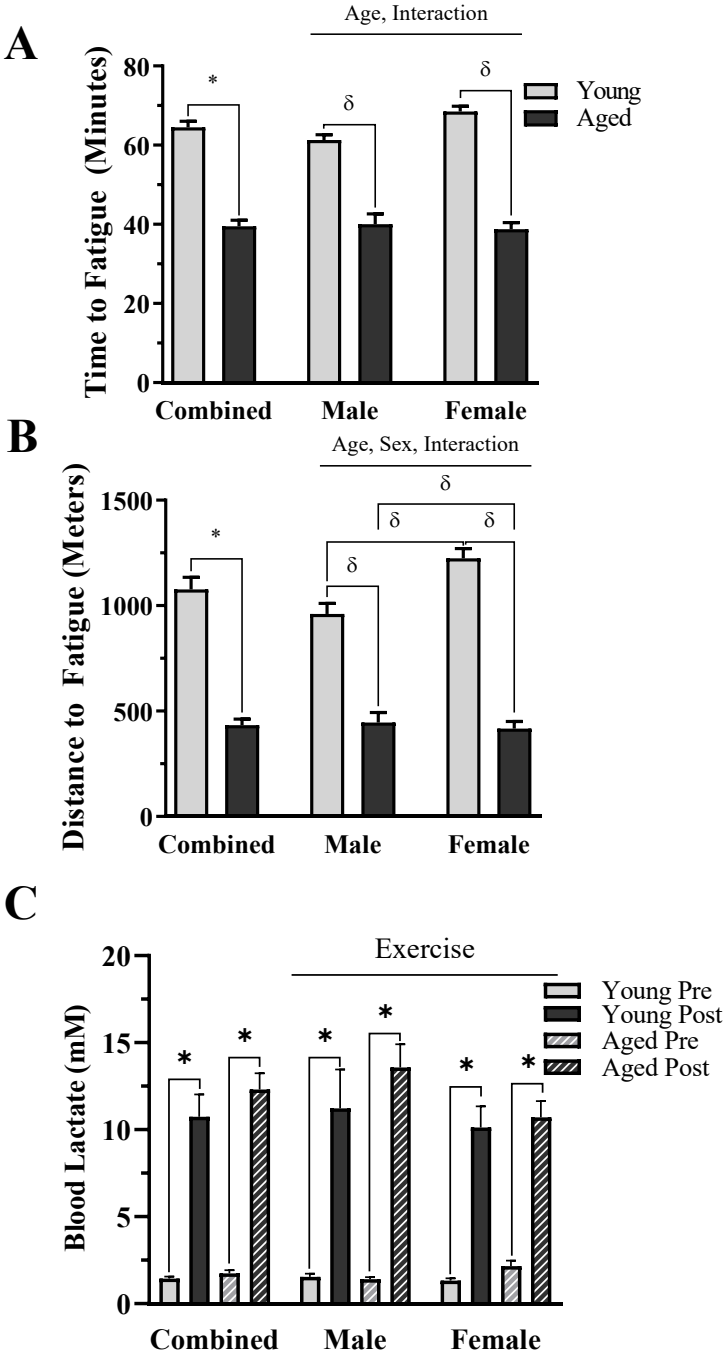 A
Age, Interaction
Time to Fatigue (Minutes)
80
60
40
20
0
*
δ
δ
Young
Aged
Combined
Male
Female
B
Age, Sex, Interaction
Distance to Fatigue (Meters)
1500
1000
500
0
*
δ
δ
δ
δ
Combined
Male
Female
C
Exercise
Blood Lactate (mM)
20
15
10
5
0
*
*
*
*
*
*
Young Pre
Young Post
Aged Pre
Aged Post
Combined
Male
Female